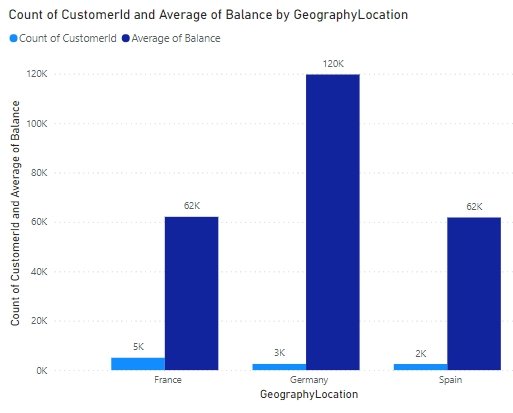 Count of CustomerId and Average of Balance by GeographyLocation
Count of CustomerId Average of Balance
Count of CustomerId and Average of Balance
120K
100K
80K
60K
40K
20K
0K
5K
62K
3K
120K
2K
62K
France Germany Spain
GeographyLocation